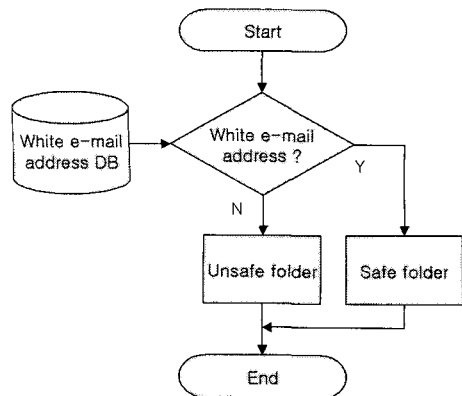 Start
White e-mail
address DB
White e-mail
address ?
Y
N
Unsafe folder
Safe folder
End